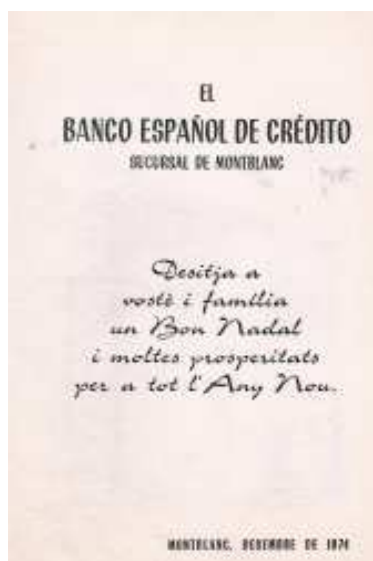 EL
BANCO ESPAÑOL DE CRÉDITO
SUCURSAL DE MONTBLANC
Desitja a
vostè i família
un Bon Nadal
i moltes prosperitats
per a tot l'Any Nou.
MONTBLANC, DESEMBRE DE 1974